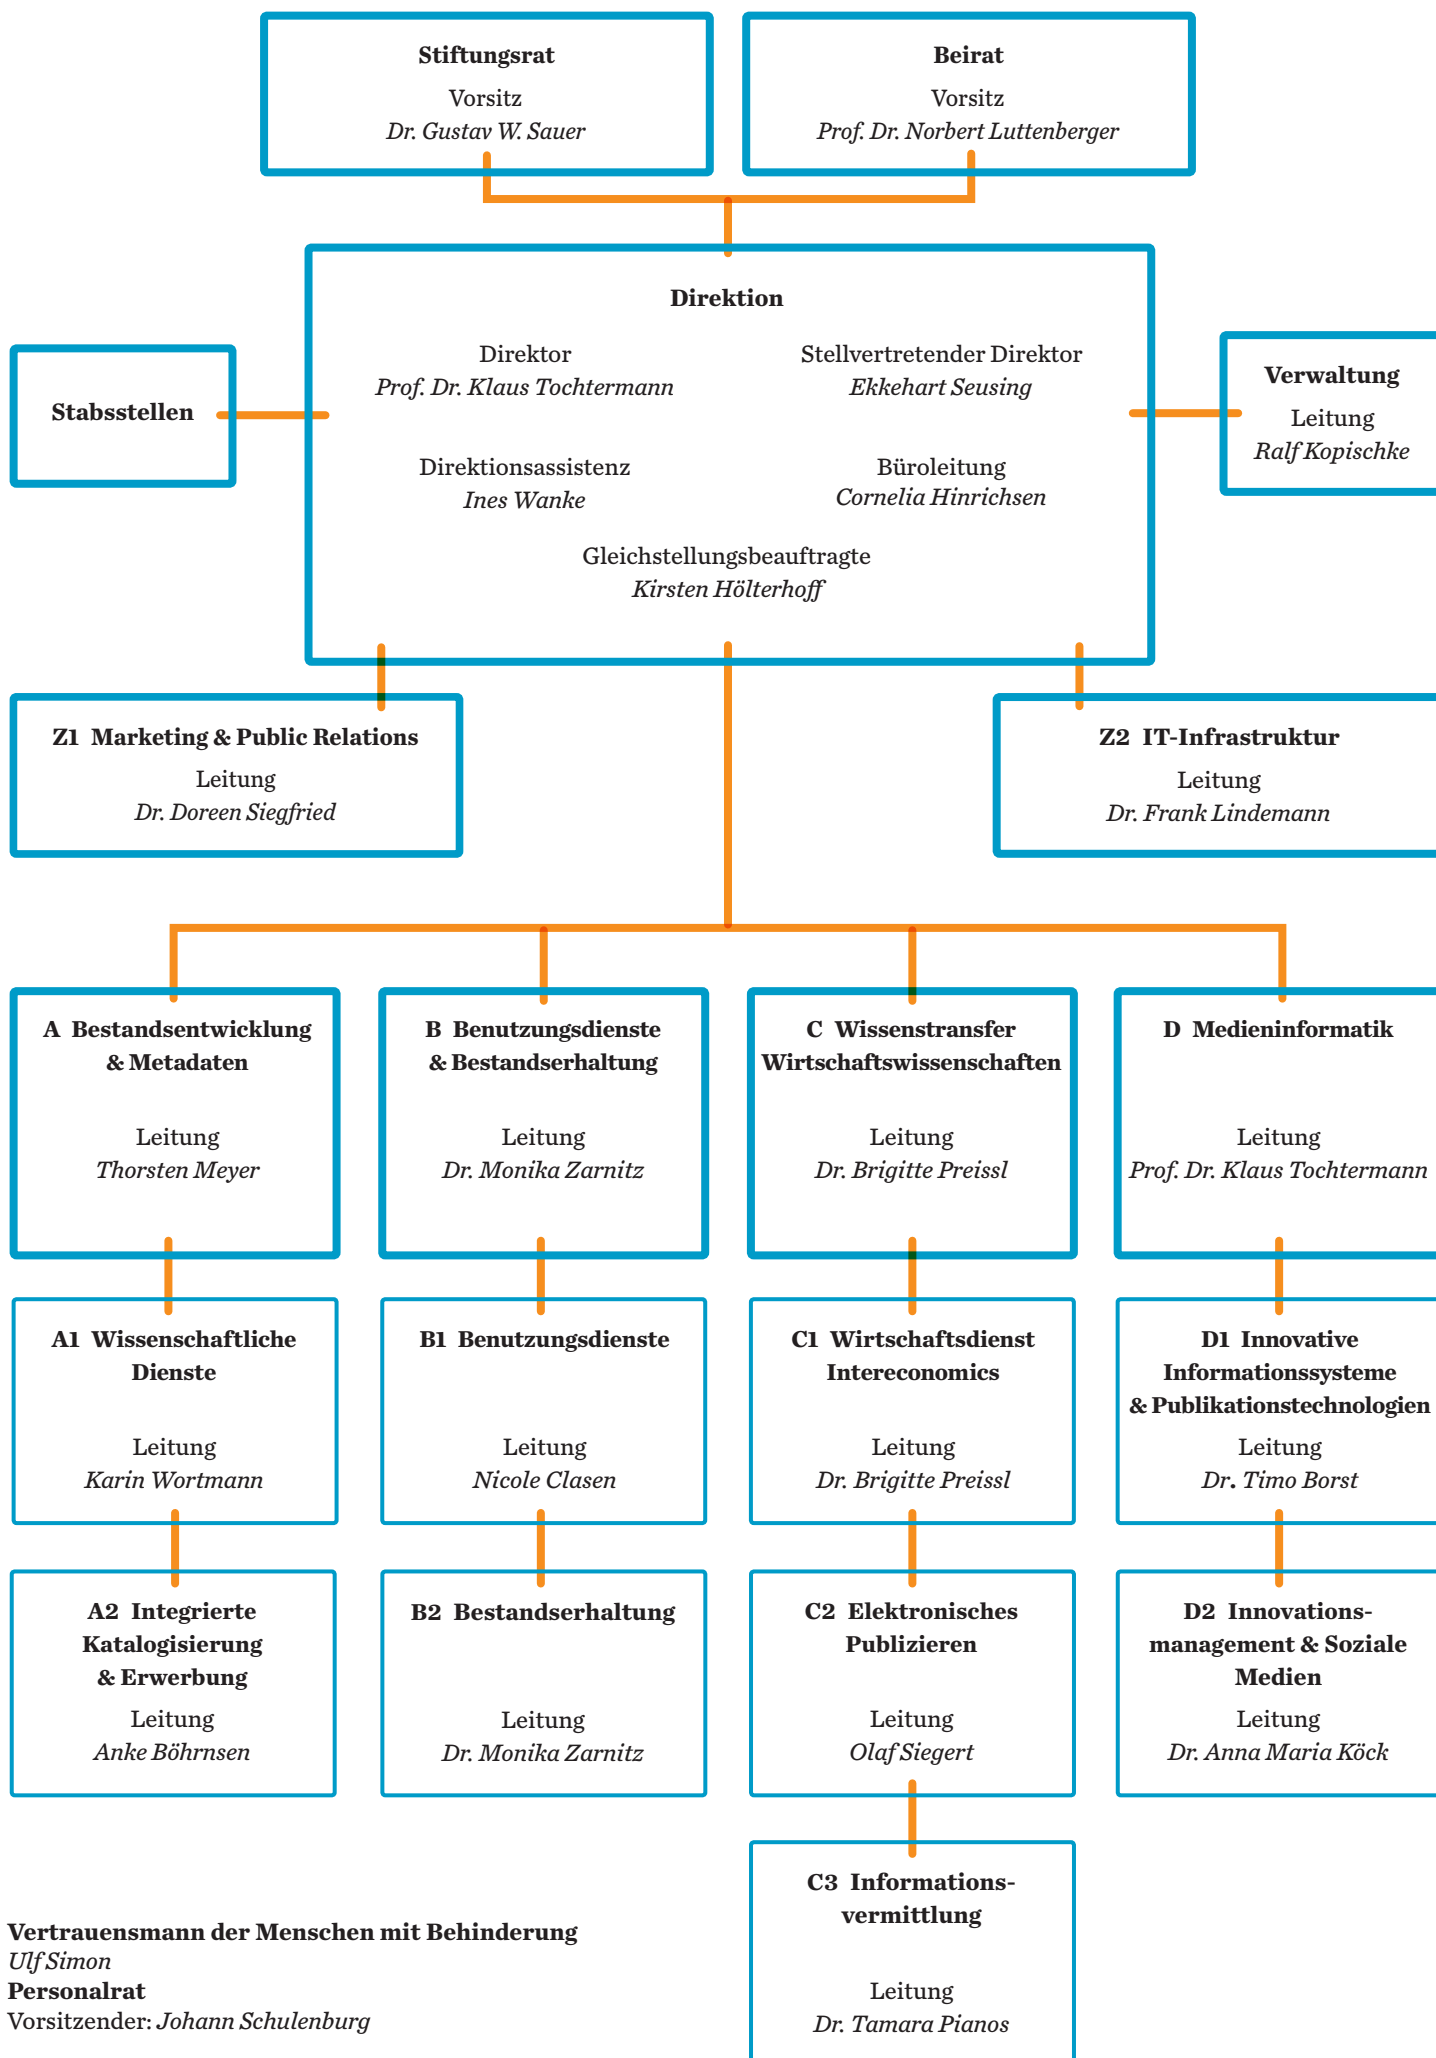 Stiftungsrat
Vorsitz
Dr. Gustav W. Sauer
Beirat
Vorsitz
Prof. Dr. Norbert Luttenberger
Direktion
Direktor
Prof. Dr. Klaus Tochtermann
Stellvertretender Direktor
Ekkehart Seusing
Direktionsassistenz
Ines Wanke
Büroleitung
Cornelia Hinrichsen
Gleichstellungsbeauftragte
Kirsten Hölterhoff
Stabsstellen
Verwaltung
Leitung
Ralf Kopischke
Z1 Marketing & Public Relations
Leitung
Dr. Doreen Siegfried
Z2 IT-Infrastruktur
Leitung
Dr. Frank Lindemann
A Bestandsentwicklung
& Metadaten
Leitung
Thorsten Meyer
B Benutzungsdienste
& Bestandserhaltung
Leitung
Dr. Monika Zarnitz
C Wissenstransfer
Wirtschaftswissenschaften
Leitung
Dr. Brigitte Preissl
D Medieninformatik
Leitung
Prof. Dr. Klaus Tochtermann
A1 Wissenschaftliche
Dienste
Leitung
Karin Wortmann
B1 Benutzungsdienste
Leitung
Nicole Clasen
C1 Wirtschaftsdienst
Intereconomics
Leitung
Dr. Brigitte Preissl
D1 Innovative
Informationssysteme
& Publikationstechnologien
Leitung
Dr. Timo Borst
A2 Integrierte
Katalogisierung
& Erwerbung
Leitung
Anke Böhrnsen
B2 Bestandserhaltung
Leitung
Dr. Monika Zarnitz
C2 Elektronisches
Publizieren
Leitung
Olaf Siegert
D2 Innovations-
management & Soziale
Medien
Leitung
Dr. Anna Maria Köck
C3 Informations-
vermittlung
Leitung
Dr. Tamara Pianos
Vertrauensmann der Menschen mit Behinderung
Ulf Simon
Personalrat
Vorsitzender: Johann Schulenburg